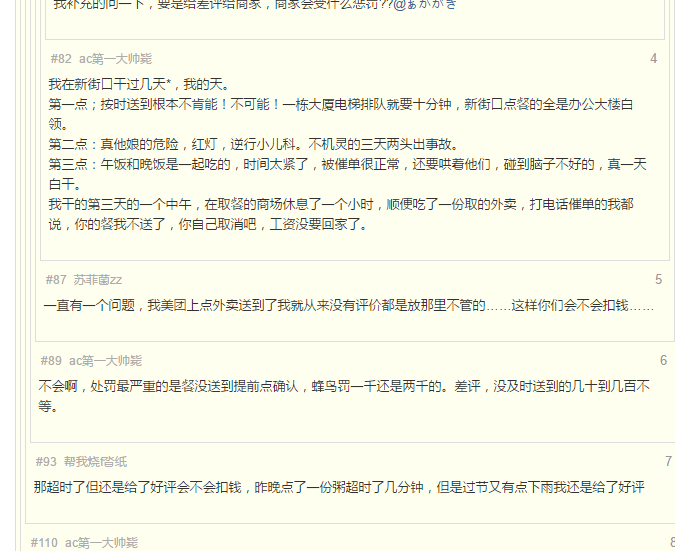 我补充的问一下，要是给差评给商家，商家会受什么惩罚??@ぁかがき
#82 ac第一大帅毙 4
我在新街口干过几天*，我的天。
第一点；按时送到根本不肯能！不可能！一栋大厦电梯排队就要十分钟，新街口点餐的全是办公大楼白
领。
第二点：真他娘的危险，红灯，逆行小儿科。不机灵的三天两头出事故。
第三点：午饭和晚饭是一起吃的，时间太紧了，被催单很正常，还要哄着他们，碰到脑子不好的，真一天
白干。
我干的第三天的一个中午，在取餐的商场休息了一个小时，顺便吃了一份取的外卖，打电话催单的我都
说，你的餐我不送了，你自己取消吧，工资没要回家了。
#87 苏菲菌zz 5
一直有一个问题，我美团上点外卖送到了我就从来没有评价都是放那里不管的……这样你们会不会扣钱……
#89 ac第一大帅毙 6
不会啊，处罚最严重的是餐没送到提前点确认，蜂鸟罚一千还是两千的。差评，没及时送到的几十到几百不
等。
#93 帮我烧f沓纸 7
那超时了但还是给了好评会不会扣钱，昨晚点了一份粥超时了几分钟，但是过节又有点下雨我还是给了好评
#110 ac第一大帅毙 8